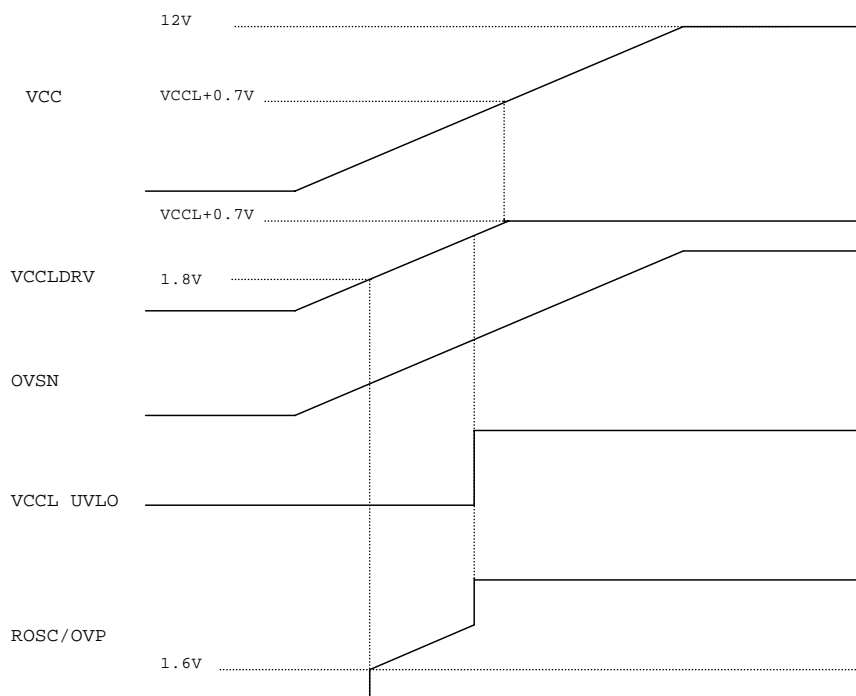 12V
VCC
VCCL+0.7V
VCCL+0.7V
VCCLDRV
1.8V
OVSN
VCCL UVLO
ROSC/OVP
1.6V